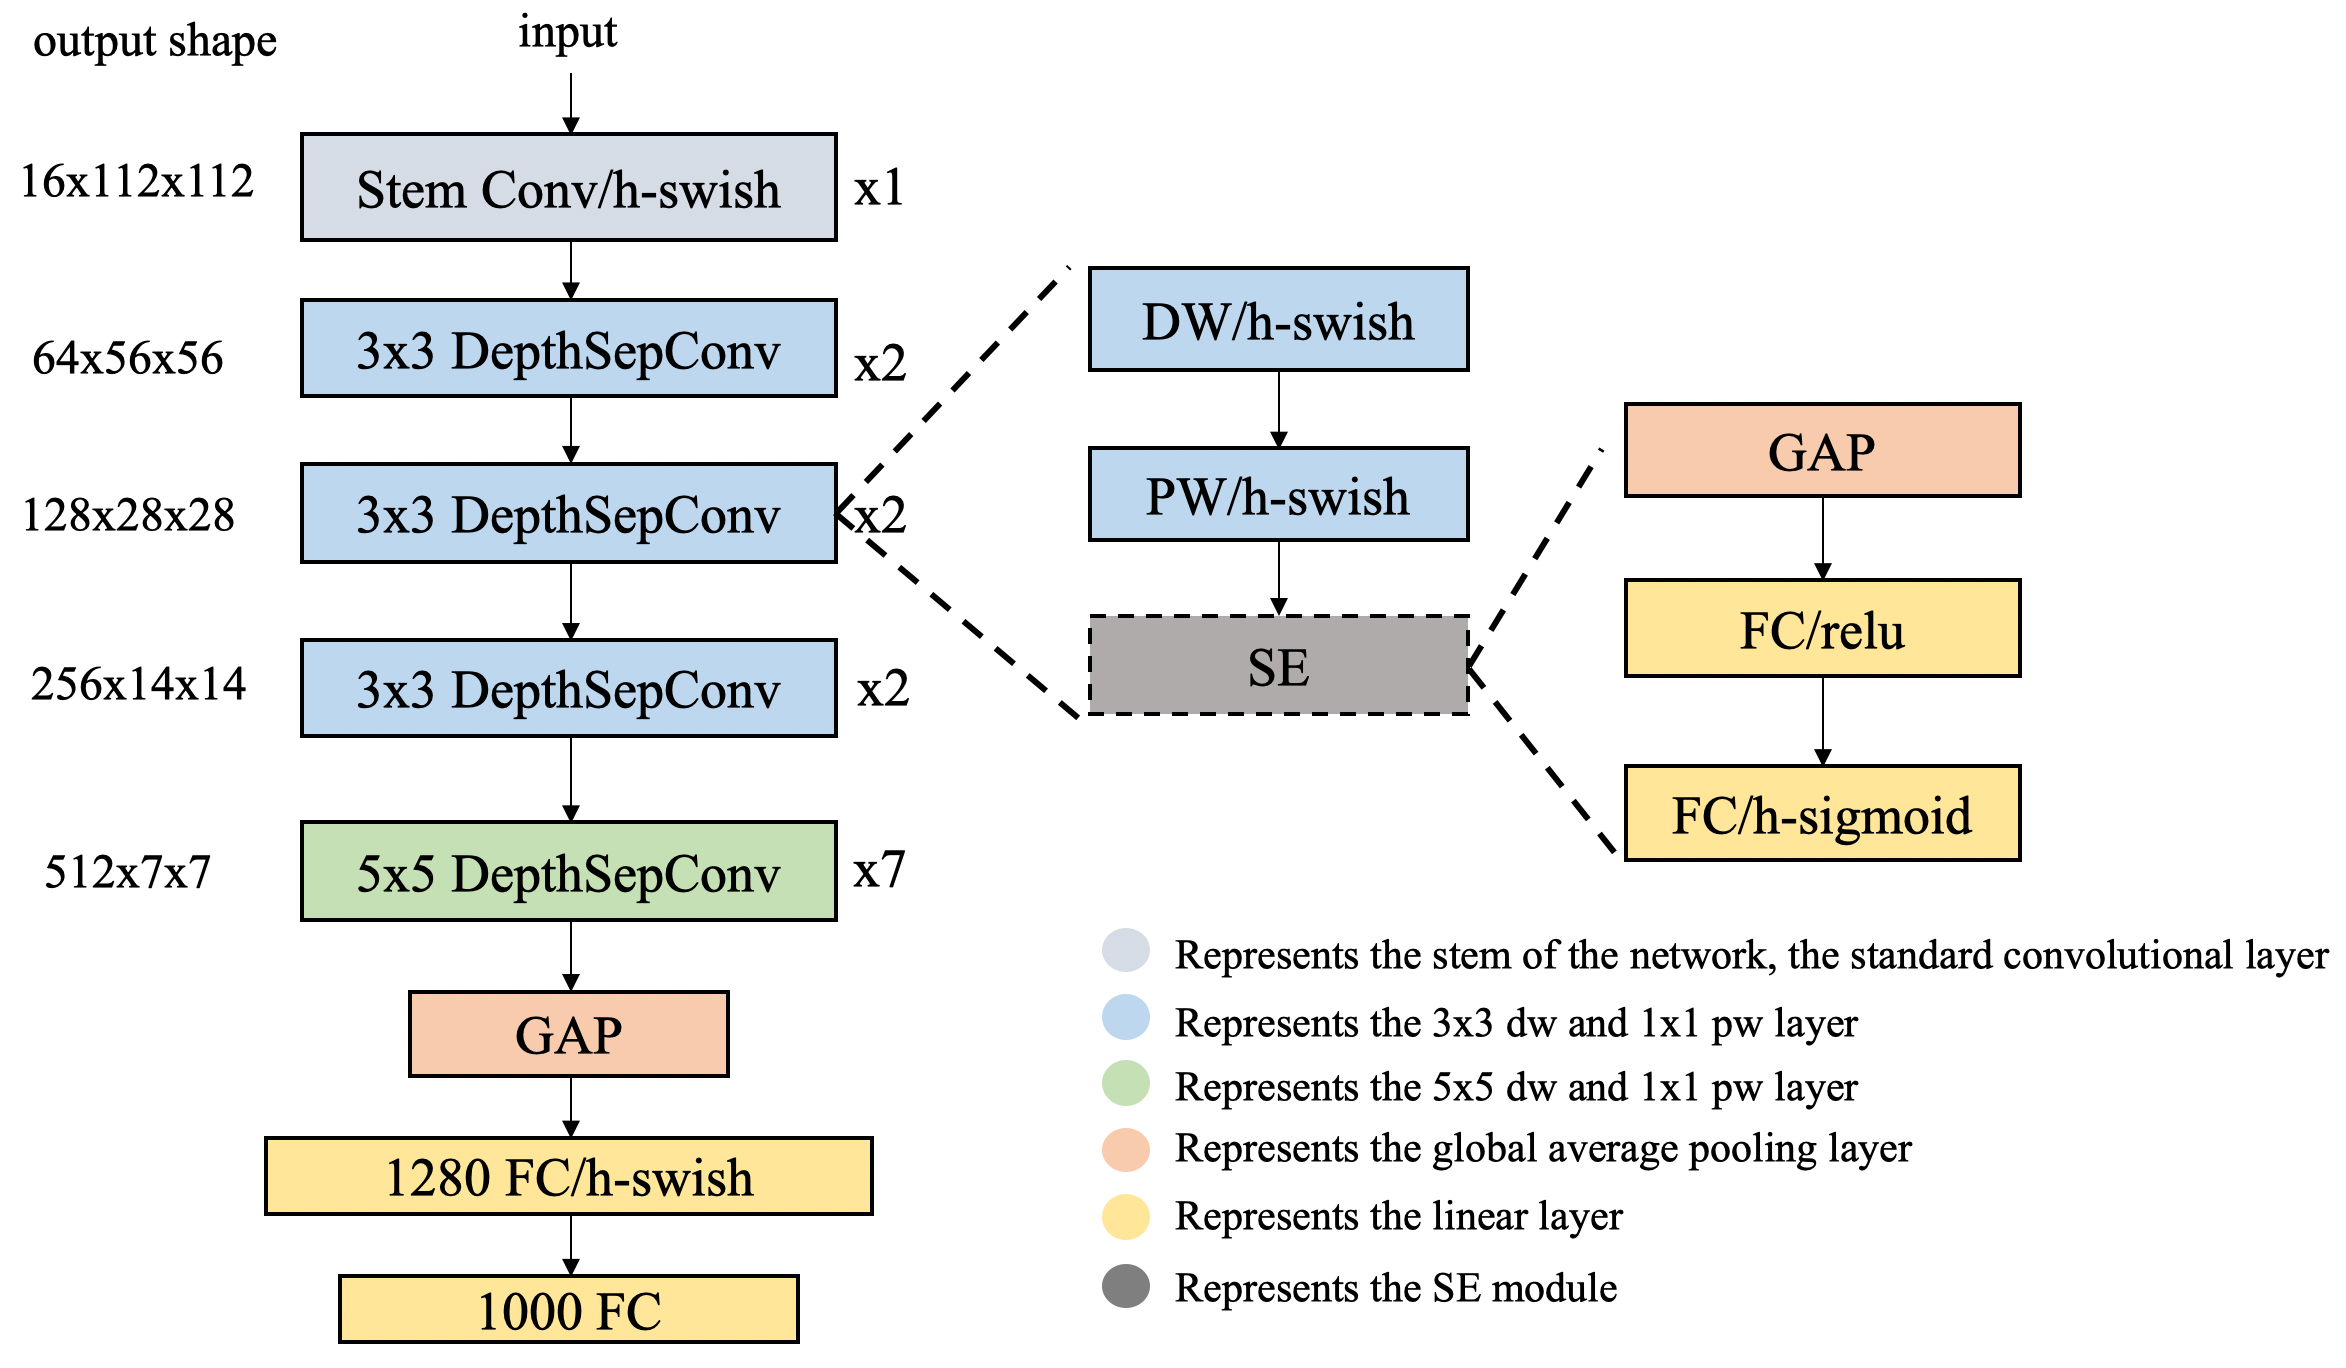 output shape
input
16x112x112
Stem Conv/h-swish
x1
64x56x56
3x3 DepthSepConv
x2
128x28x28
3x3 DepthSepConv
x2
256x14x14
3x3 DepthSepConv
x2
512x7x7
5x5 DepthSepConv
x7
GAP
1280 FC/h-swish
1000 FC
DW/h-swish
PW/h-swish
SE
GAP
FC/relu
FC/h-sigmoid
Represents the stem of the network, the standard convolutional layer
Represents the 3x3 dw and 1x1 pw layer
Represents the 5x5 dw and 1x1 pw layer
Represents the global average pooling layer
Represents the linear layer
Represents the SE module